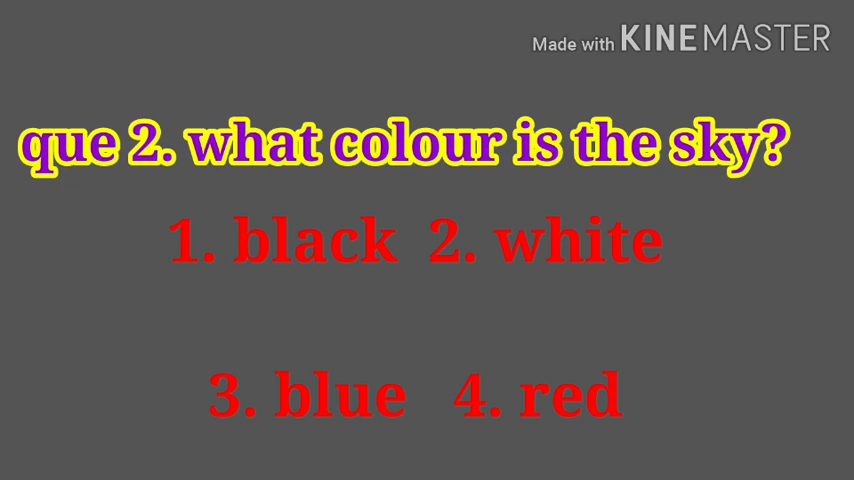 Made with KINEMASTER
que 2. what colour is the sky?
1. black 2. white
3. blue 4. red